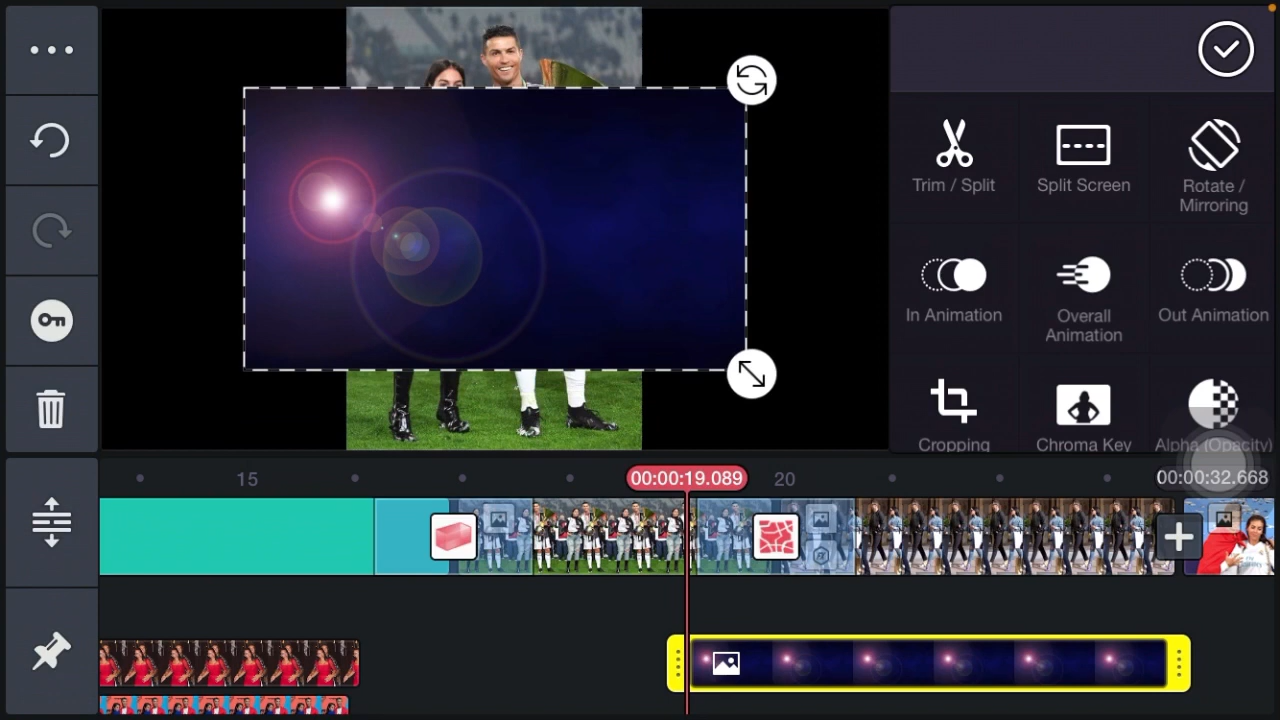 Trim / Split
Split Screen
Rotate /
Mirroring
In Animation
Overall
Animation
Out Animation
Cropping
Chroma Key
Alpha (Opacity)
15
00:00:19.089
20
00:00:32.668